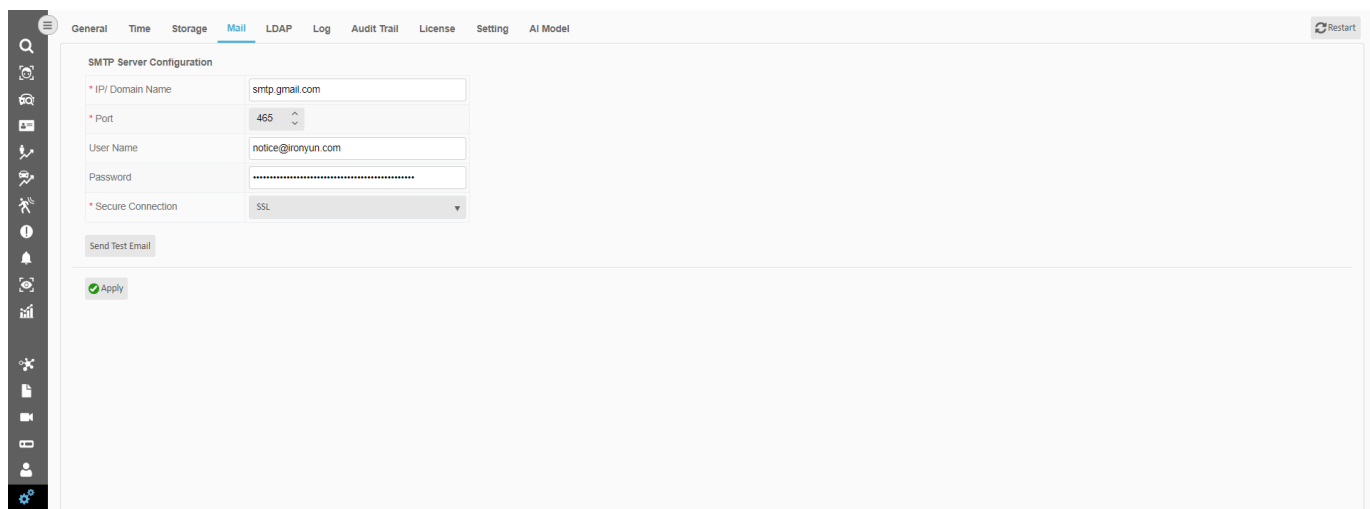 General Time Storage Mail LDAP Log Audit Trail License Setting AI Model Restart
SMTP Server Configuration
* IP/ Domain Name smtp.gmail.com
* Port 465
User Name notice@ironyun.com
Password ••••••••••••••••••••••••••••••••••••••••••••••••
* Secure Connection SSL
Send Test Email
Apply